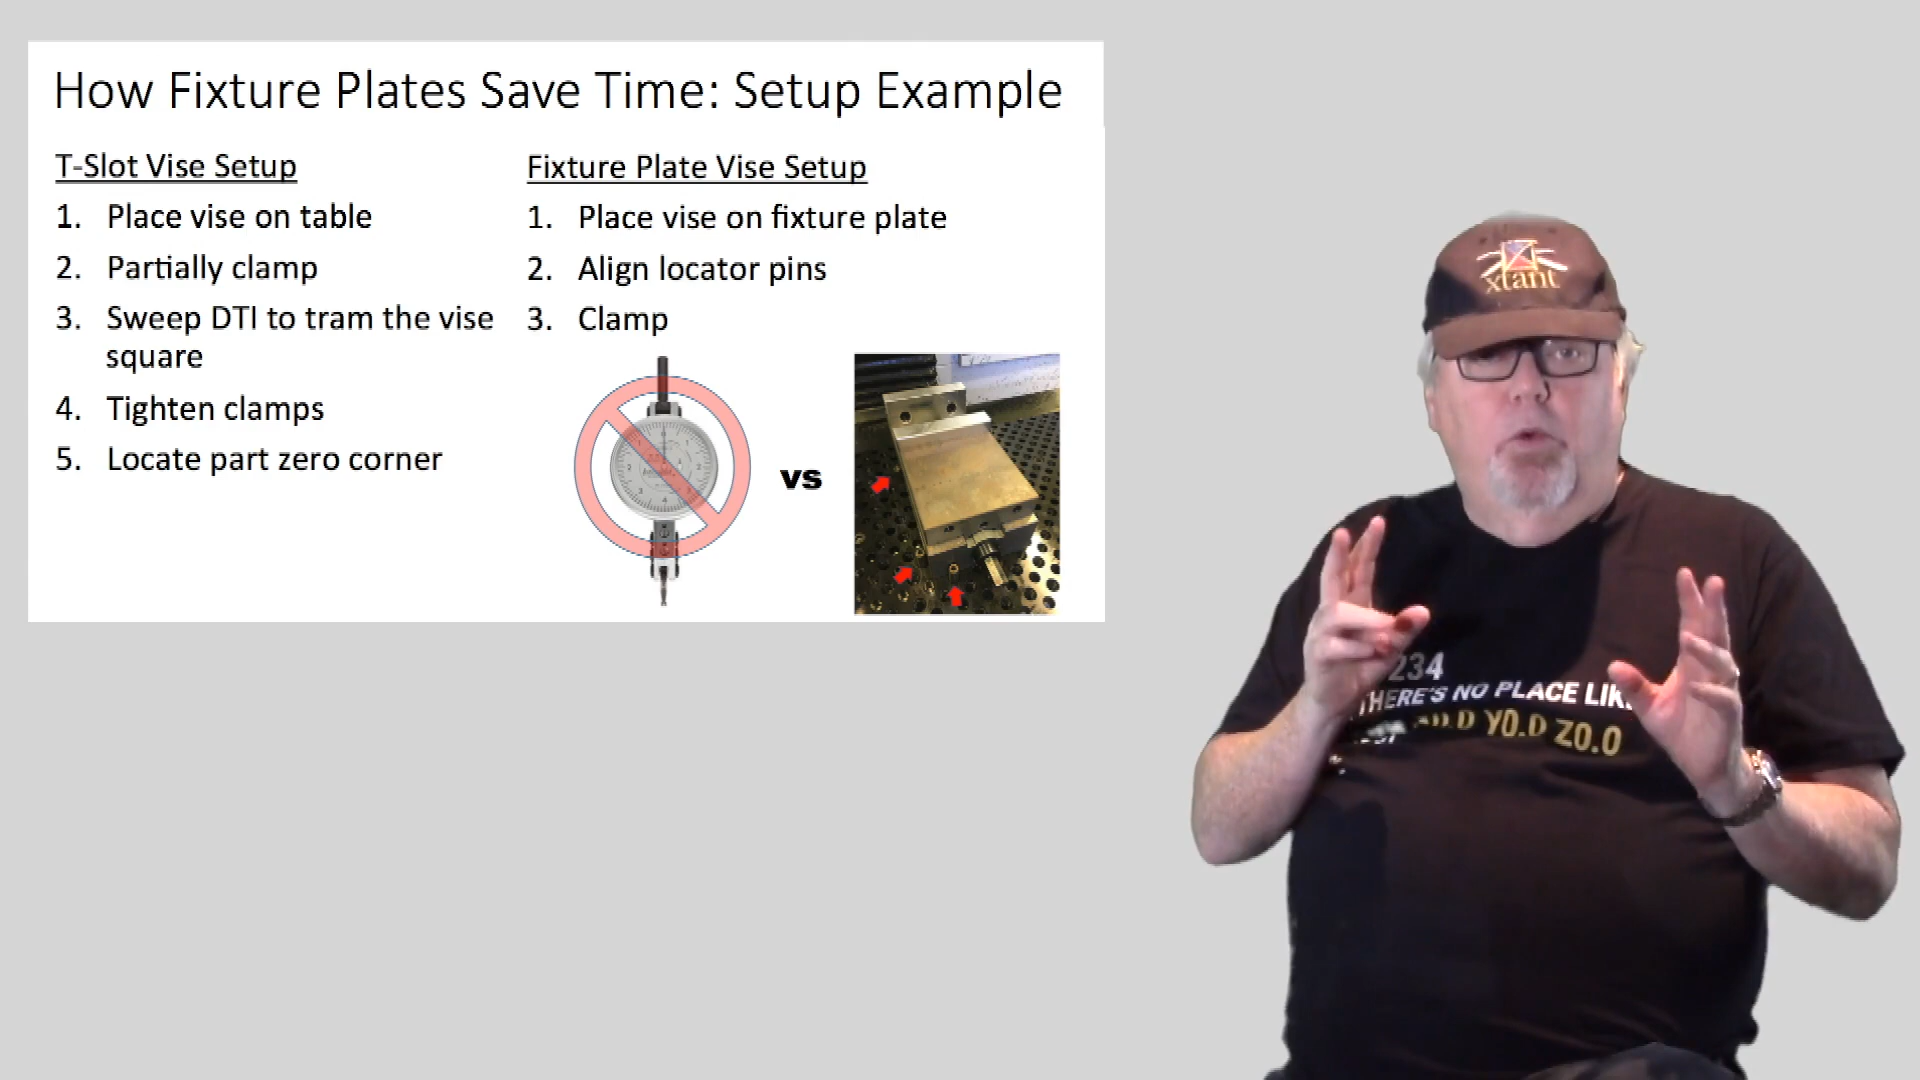 How Fixture Plates Save Time: Setup Example
T-Slot Vise Setup
1. Place vise on table
2. Partially clamp
3. Sweep DTI to tram the vise
square
4. Tighten clamps
5. Locate part zero corner
Fixture Plate Vise Setup
1. Place vise on fixture plate
2. Align locator pins
3. Clamp
vs
xtant
234
THERE'S NO PLACE LIK
Y0.0 Z0.0